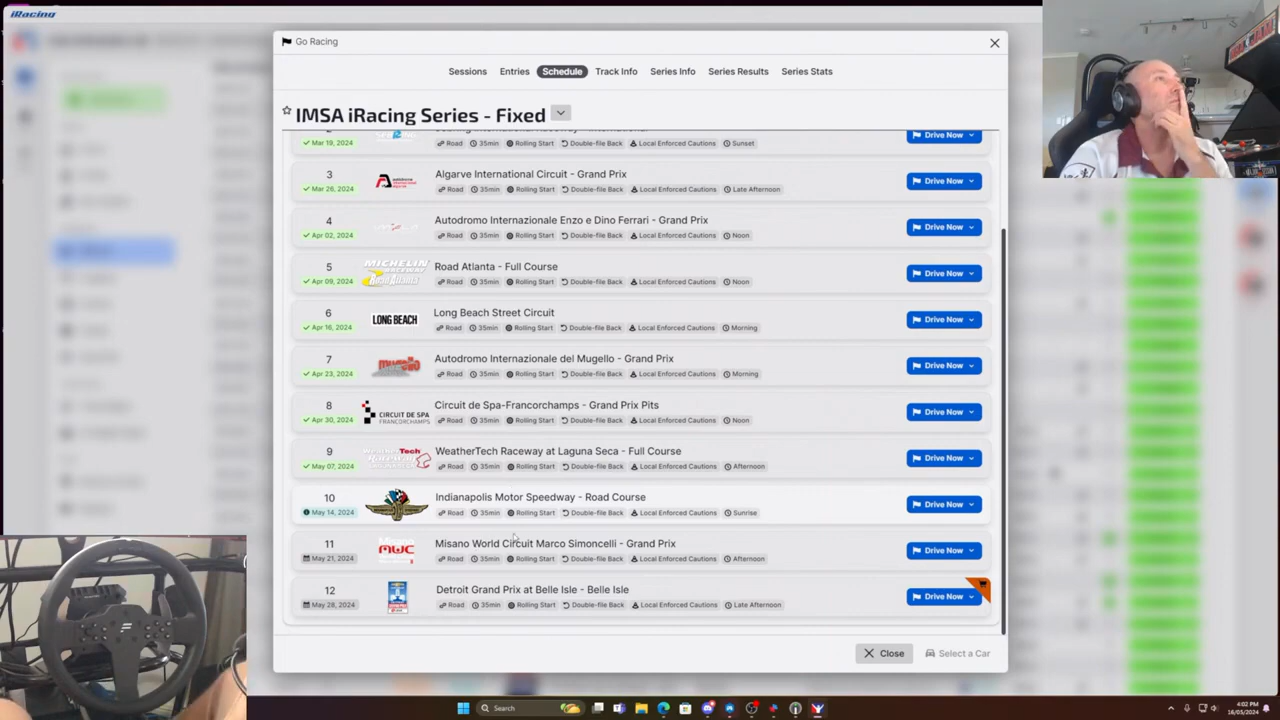 iRacing
Go Racing
Sessions Entries Schedule Track Info Series Info Series Results Series Stats
IMSA iRacing Series - Fixed
Mar 19, 2024 Road 35min Rolling Start Double-file Back Local Enforced Cautions Sunset
Drive Now
3 Algarve International Circuit - Grand Prix
Mar 26, 2024 Road 35min Rolling Start Double-file Back Local Enforced Cautions Late Afternoon
Drive Now
4 Autodromo Internazionale Enzo e Dino Ferrari - Grand Prix
Apr 02, 2024 Road 35min Rolling Start Double-file Back Local Enforced Cautions Noon
Drive Now
5 MICHELIN RACEWAY Road Atlanta Road Atlanta - Full Course
Apr 09, 2024 Road 35min Rolling Start Double-file Back Local Enforced Cautions Noon
Drive Now
6 LONG BEACH Long Beach Street Circuit
Apr 16, 2024 Road 35min Rolling Start Double-file Back Local Enforced Cautions Morning
Drive Now
7 mugello Autodromo Internazionale del Mugello - Grand Prix
Apr 23, 2024 Road 35min Rolling Start Double-file Back Local Enforced Cautions Morning
Drive Now
8 CIRCUIT DE SPA FRANCORCHAMPS Circuit de Spa-Francorchamps - Grand Prix Pits
Apr 30, 2024 Road 35min Rolling Start Double-file Back Local Enforced Cautions Noon
Drive Now
9 WeatherTech RACEWAY WeatherTech Raceway at Laguna Seca - Full Course
May 07, 2024 Road 35min Rolling Start Double-file Back Local Enforced Cautions Afternoon
Drive Now
10 Indianapolis Motor Speedway - Road Course
May 14, 2024 Road 35min Rolling Start Double-file Back Local Enforced Cautions Sunrise
Drive Now
11 Misano MWC Misano World Circuit Marco Simoncelli - Grand Prix
May 21, 2024 Road 35min Rolling Start Double-file Back Local Enforced Cautions Afternoon
Drive Now
12 Detroit Grand Prix at Belle Isle - Belle Isle
May 28, 2024 Road 35min Rolling Start Double-file Back Local Enforced Cautions Late Afternoon
Drive Now
Close Select a Car
Search
4:02 PM
16/05/2024